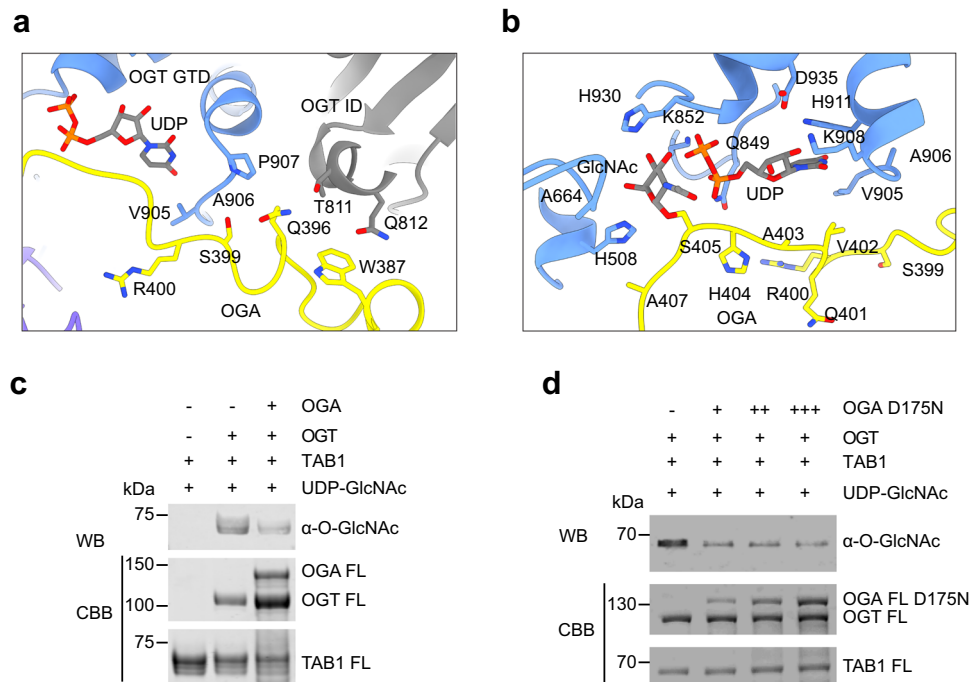 a
OGT GTD
UDP
OGT ID
P907
T811
V905
A906
Q396
Q812
S399
W387
R400
OGA
b
D935
H930
K852
H911
Q849
K908
GlcNAc
A906
A664
UDP
V905
A403
S405
V402
H508
S399
A407
H404
R400
Q401
OGA
c
- - + OGA
- + + OGT
+ + + TAB1
kDa + + + UDP-GlcNAc
75
WB α-O-GlcNAc
150 OGA FL
CBB 100 OGT FL
75
TAB1 FL
d
- + ++ +++ OGA D175N
+ + + + OGT
+ + + + TAB1
kDa + + + + UDP-GlcNAc
WB 70 α-O-GlcNAc
130 OGA FL D175N
OGT FL
CBB
70 TAB1 FL